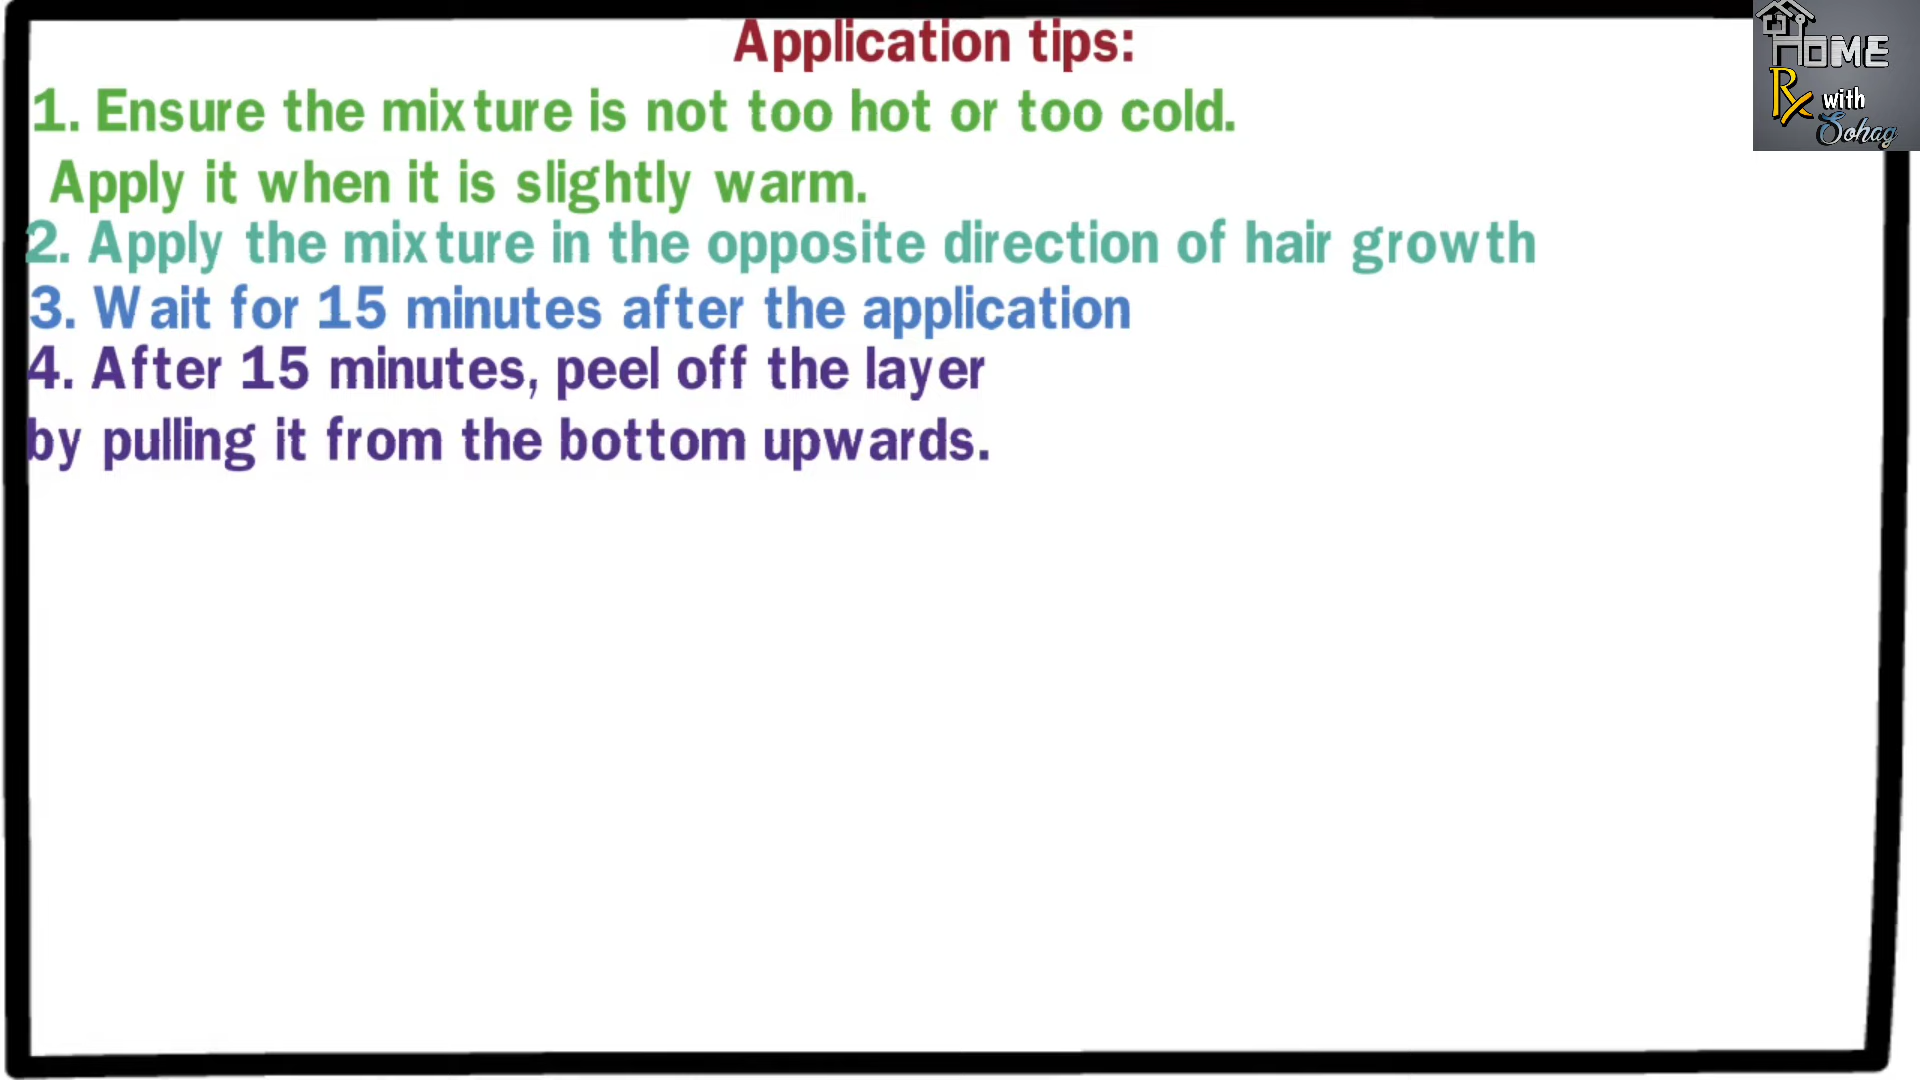 Application tips:
1. Ensure the mixture is not too hot or too cold.
Apply it when it is slightly warm.
2. Apply the mixture in the opposite direction of hair growth
3. Wait for 15 minutes after the application
4. After 15 minutes, peel off the layer
by pulling it from the bottom upwards.
HOME
Rx with
Sohag